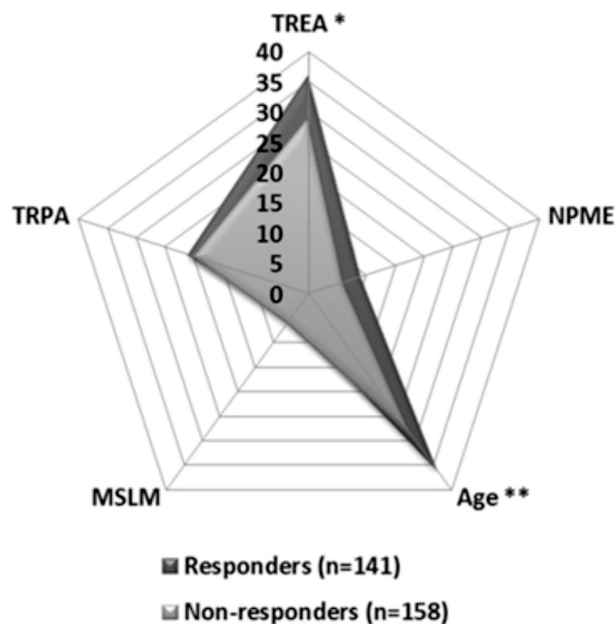 TREA *
40
35
30
25
20
15
10
5
0
TRPA
NPME
MSLM
Age **
Responders (n=141)
Non-responders (n=158)